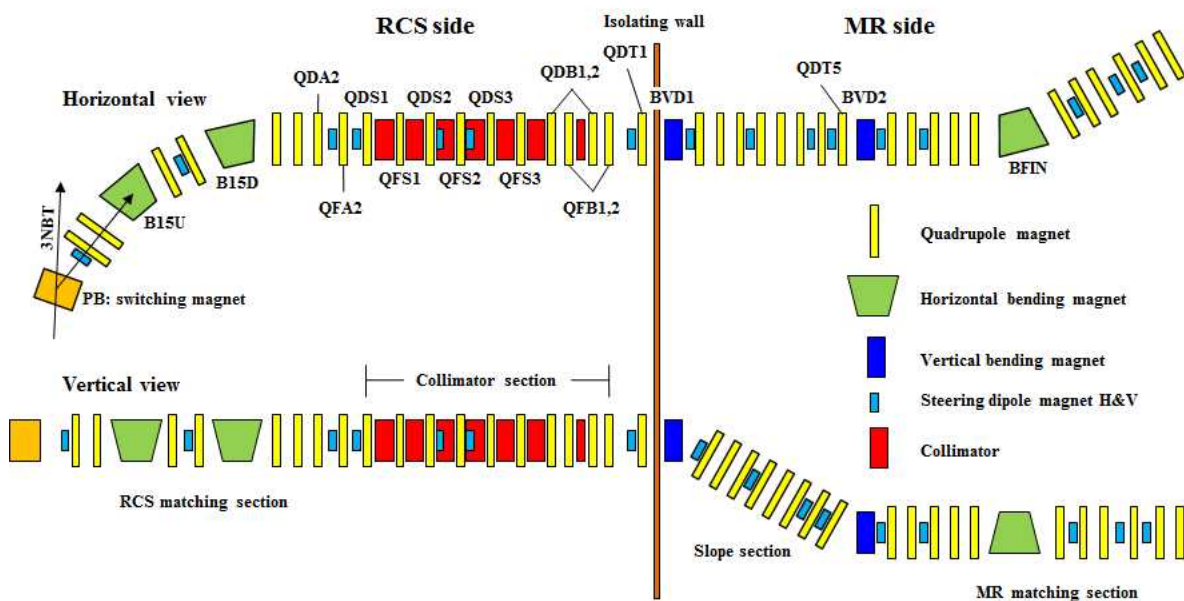 RCS side
Isolating wall
MR side
QDT1
QDA2
QDB1,2
QDT5
Horizontal view
QDS1 QDS2 QDS3
BVD1
BVD2
B15D
QFS1 QFS2 QFS3
BFIN
B15U
QFA2
QFB1,2
3NBT
Quadrupole magnet
PB: switching magnet
Horizontal bending magnet
Vertical view
Collimator section
Vertical bending magnet
Steering dipole magnet H&V
Collimator
RCS matching section
Slope section
MR matching section